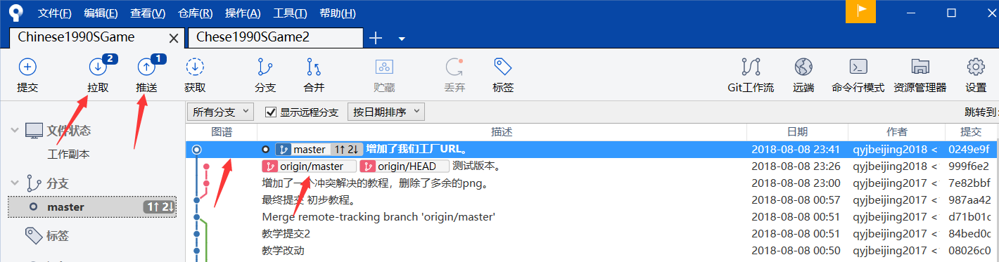 文件(F) 编辑(E) 查看(V) 仓库(R) 操作(A) 工具(T) 帮助(H)
Chinese1990SGame Chese1990SGame2
2 1
提交 拉取 推送 获取 分支 合并 贮藏 丢弃 标签 Git工作流 远端 命令行模式 资源管理器 设置
所有分支 显示远程分支 按日期排序 跳转到:
文件状态
工作副本
分支
master 1↑ 2↓
标签
图谱 描述 日期 作者 提交
master 1↑ 2↓ 增加了我们工厂URL。 2018-08-08 23:41 qyjbeijing2018 < 0249e9f
origin/master origin/HEAD 测试版本。 2018-08-08 23:26 qyjbeijing2018 < 999f6e2
增加了一个冲突解决的教程，删除了多余的png。 2018-08-08 23:00 qyjbeijing2018 < 7e82bbf
最终提交 初步教程。 2018-08-08 00:57 qyjbeijing2018 < 987aa42
Merge remote-tracking branch 'origin/master' 2018-08-08 00:51 qyjbeijing2017 < d71b01c
教学提交2 2018-08-08 00:51 qyjbeijing2017 < 84bed0c
教学改动 2018-08-08 00:50 qyjbeijing2017 < 08026c0